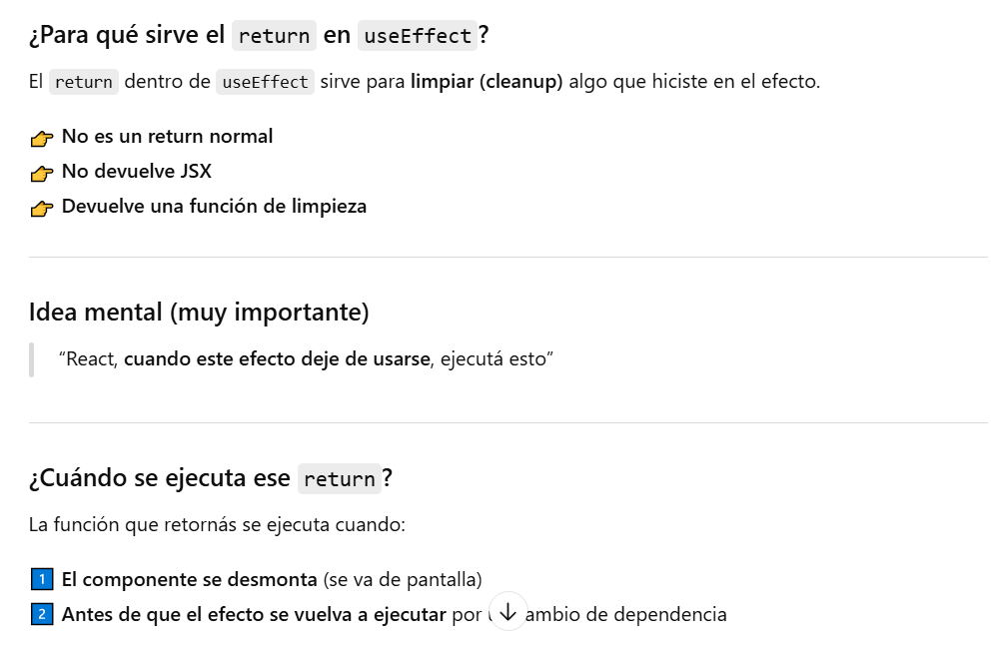 ¿Para qué sirve el return en useEffect?
El return dentro de useEffect sirve para limpiar (cleanup) algo que hiciste en el efecto.
👉 No es un return normal
👉 No devuelve JSX
👉 Devuelve una función de limpieza
Idea mental (muy importante)
“React, cuando este efecto deje de usarse, ejecutá esto”
¿Cuándo se ejecuta ese return?
La función que retornás se ejecuta cuando:
1 El componente se desmonta (se va de pantalla)
2 Antes de que el efecto se vuelva a ejecutar por de dependencia